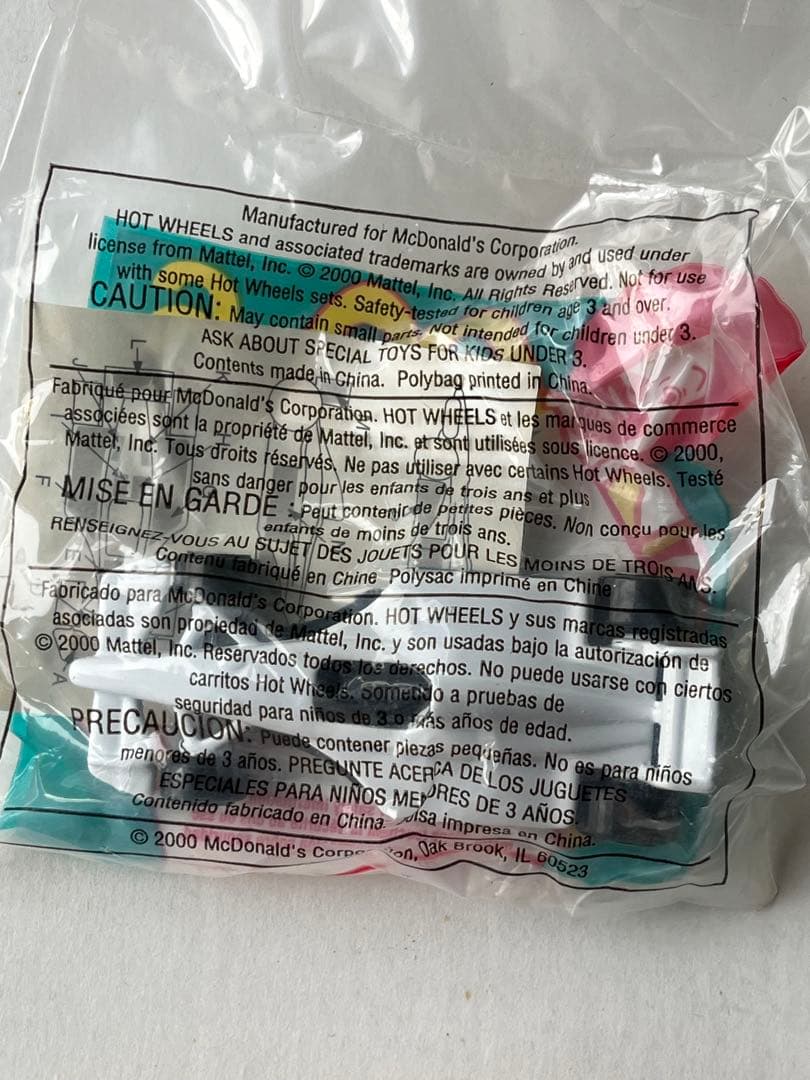 Manufactured for McDonald's Corporation.
HOT WHEELS and associated trademarks are owned by and used under
license from Mattel, Inc. © 2000 Mattel, Inc. All Rights Reserved. Not for use
with some Hot Wheels sets. Safety-tested for children age 3 and over.
CAUTION: May contain small parts. Not intended for children under 3.
ASK ABOUT SPECIAL TOYS FOR KIDS UNDER 3.
Contents made in China. Polybag printed in China.
Fabriqué pour McDonald's Corporation. HOT WHEELS et les marques de commerce
associées sont la propriété de Mattel, Inc. et sont utilisées sous licence. © 2000,
Mattel, Inc. Tous droits réservés. Ne pas utiliser avec certains Hot Wheels. Testé
sans danger pour les enfants de trois ans et plus
MISE EN GARDE : Peut contenir de petites pièces. Non conçu pour les
enfants de moins de trois ans.
RENSEIGNEZ-VOUS AU SUJET DES JOUETS POUR LES MOINS DE TROIS ANS.
Contenu fabriqué en Chine Polysac imprimé en Chine
Fabricado para McDonald's Corporation. HOT WHEELS y sus marcas registradas
asociadas son propiedad de Mattel, Inc. y son usadas bajo la autorización de
© 2000 Mattel, Inc. Reservados todos los derechos. No puede usarse con ciertos
carritos Hot Wheels. Sometido a pruebas de
seguridad para niños de 3 o más años de edad.
PRECAUCIÓN: Puede contener piezas pequeñas. No es para niños
menores de 3 años. PREGUNTE ACERCA DE LOS JUGUETES
ESPECIALES PARA NIÑOS MENORES DE 3 AÑOS.
Contenido fabricado en China. impresa en China.
© 2000 McDonald's Corporation, Oak Brook, IL 60523